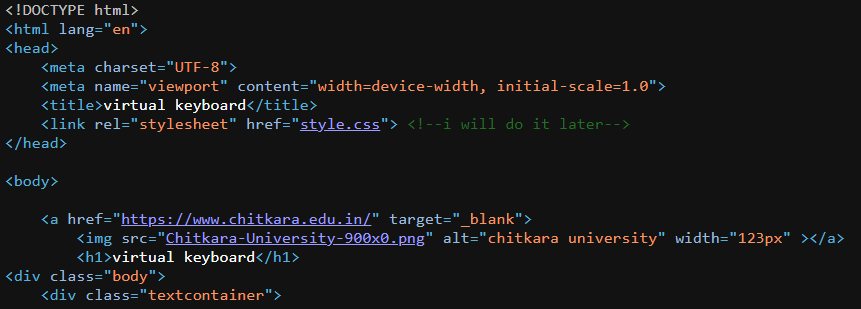 <!DOCTYPE html>
<html lang="en">
<head>
    <meta charset="UTF-8">
    <meta name="viewport" content="width=device-width, initial-scale=1.0">
    <title>virtual keyboard</title>
    <link rel="stylesheet" href="style.css"> <!--i will do it later-->
</head>

<body>

    <a href="https://www.chitkara.edu.in/" target="_blank">
        <img src="Chitkara-University-900x0.png" alt="chitkara university" width="123px" ></a>
        <h1>virtual keyboard</h1>
<div class="body">
    <div class="textcontainer">